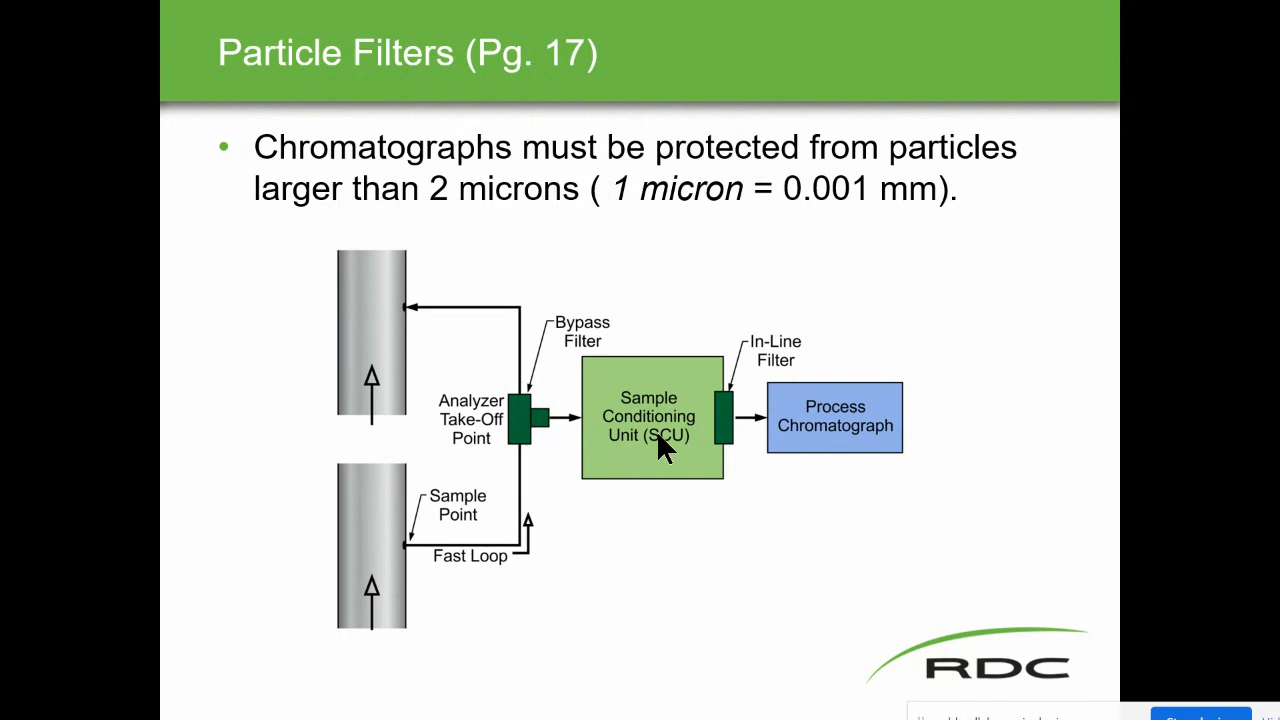 Particle Filters (Pg. 17)
• Chromatographs must be protected from particles
larger than 2 microns ( 1 micron = 0.001 mm).
Bypass
Filter
In-Line
Filter
Analyzer
Take-Off
Point
Sample
Conditioning
Unit (SCU)
Process
Chromatograph
Sample
Point
Fast Loop
RDC